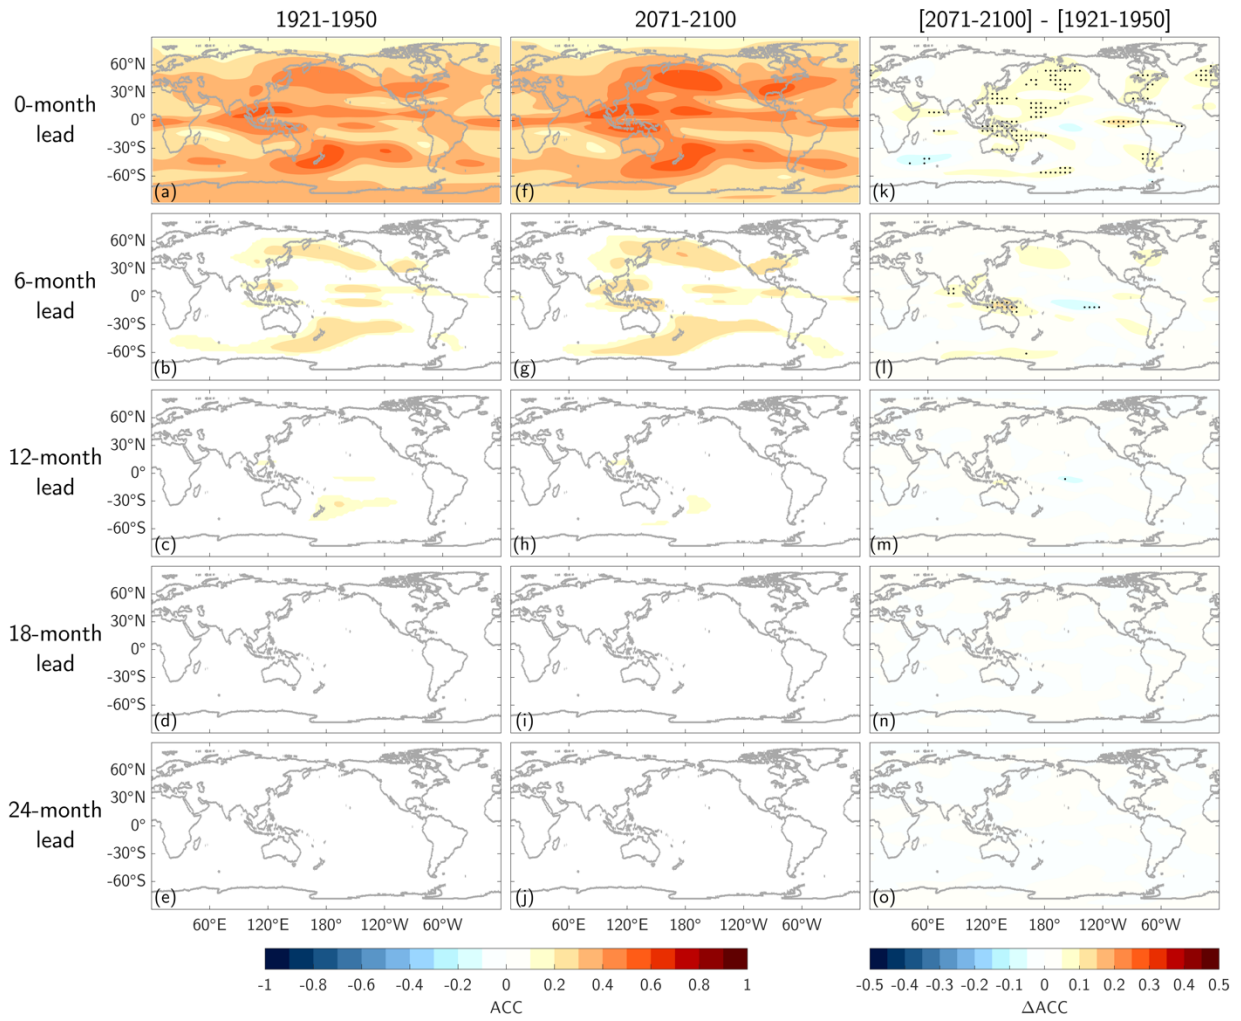 1921-1950 2071-2100 [2071-2100] - [1921-1950]
0-month
lead
60°N
30°N
0°
-30°S
-60°S
(a) (f) (k)
6-month
lead
60°N
30°N
0°
-30°S
-60°S
(b) (g) (l)
12-month
lead
60°N
30°N
0°
-30°S
-60°S
(c) (h) (m)
18-month
lead
60°N
30°N
0°
-30°S
-60°S
(d) (i) (n)
24-month
lead
60°N
30°N
0°
-30°S
-60°S
(e) (j) (o)
60°E 120°E 180° 120°W 60°W 60°E 120°E 180° 120°W 60°W 60°E 120°E 180° 120°W 60°W
-1 -0.8 -0.6 -0.4 -0.2 0 0.2 0.4 0.6 0.8 1 -0.5 -0.4 -0.3 -0.2 -0.1 0 0.1 0.2 0.3 0.4 0.5
ACC ΔACC